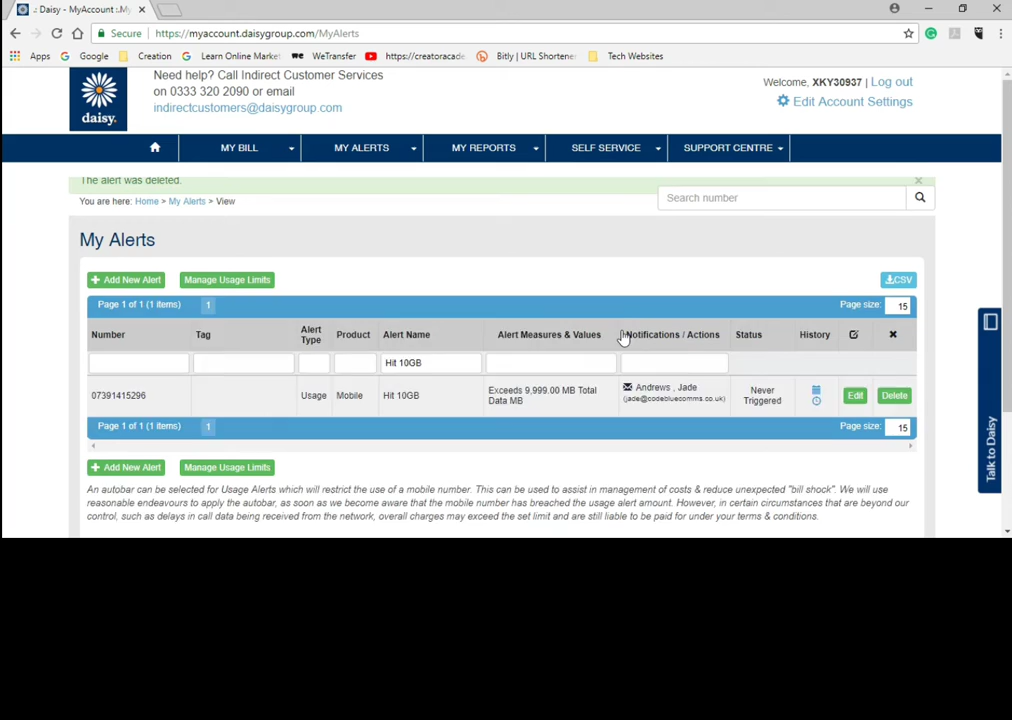 .: Daisy - MyAccount :.My
Secure https://myaccount.daisygroup.com/MyAlerts
Apps Google Creation Learn Online Market WeTransfer https://creatoracade Bitly | URL Shortene Tech Websites
daisy.
Need help? Call Indirect Customer Services
on 0333 320 2090 or email
indirectcustomers@daisygroup.com
Welcome, XKY30937 | Log out
Edit Account Settings
MY BILL MY ALERTS MY REPORTS SELF SERVICE SUPPORT CENTRE
The alert was deleted.
You are here: Home > My Alerts > View
Search number
My Alerts
Add New Alert Manage Usage Limits CSV
Page 1 of 1 (1 items) 1 Page size: 15
Number Tag Alert Type Product Alert Name Alert Measures & Values Notifications / Actions Status History
Hit 10GB
07391415296 Usage Mobile Hit 10GB Exceeds 9,999.00 MB Total Data MB Andrews , Jade (jade@codebluecomms.co.uk) Never Triggered Edit Delete
Page 1 of 1 (1 items) 1 Page size: 15
Add New Alert Manage Usage Limits
An autobar can be selected for Usage Alerts which will restrict the use of a mobile number. This can be used to assist in management of costs & reduce unexpected "bill shock". We will use
reasonable endeavours to apply the autobar, as soon as we become aware that the mobile number has breached the usage alert amount. However, in certain circumstances that are beyond our
control, such as delays in call data being received from the network, overall charges may exceed the set limit and are still liable to be paid for under your terms & conditions.
Talk to Daisy